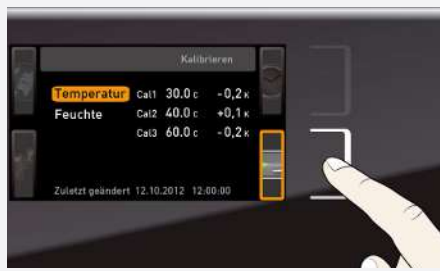 Kalibrieren
Temperatur Cal1 30.0 c -0,2 K
Feuchte Cal2 40.0 c +0,1 K
Cal3 60.0 c -0,2 K
Zuletzt geändert 12.10.2012 12:00:00